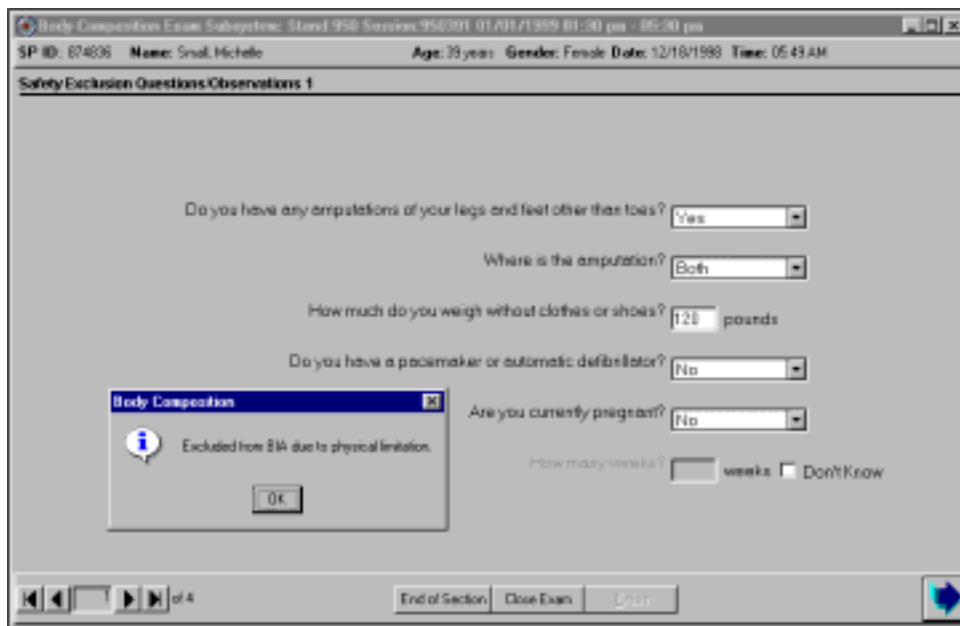 Body Composition Exam Subsystem: Stand 950 Session 950391 01/01/1999 01:30 pm - 05:30 pm
SP ID: 874836 Name: Small, Michelle Age: 39 years Gender: Female Date: 12/18/1998 Time: 05:49 AM
Safety Exclusion Questions/Observations 1
Do you have any amputations of your legs and feet other than toes? Yes
Where is the amputation? Both
How much do you weigh without clothes or shoes? 120 pounds
Do you have a pacemaker or automatic defibrillator? No
Body Composition
Are you currently pregnant? No
Excluded from BIA due to physical limitation.
How many weeks? weeks Don't Know
OK
1 of 4 End of Section Close Exam